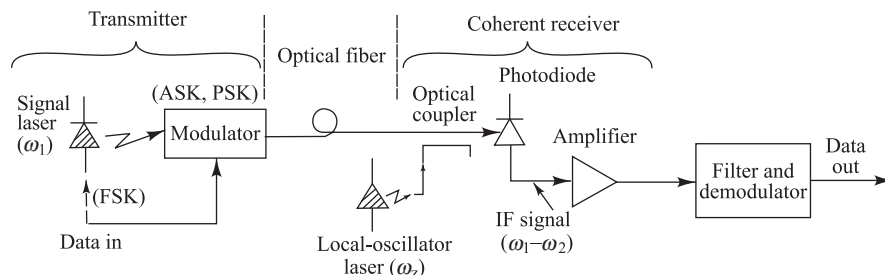 Transmitter
Optical fiber
Coherent receiver
Photodiode
Signal
laser
(ω₁)
(ASK, PSK)
Modulator
Optical
coupler
Amplifier
Filter and
demodulator
Data
out
(FSK)
Data in
Local-oscillator
laser (ω_z)
IF signal
(ω₁–ω₂)